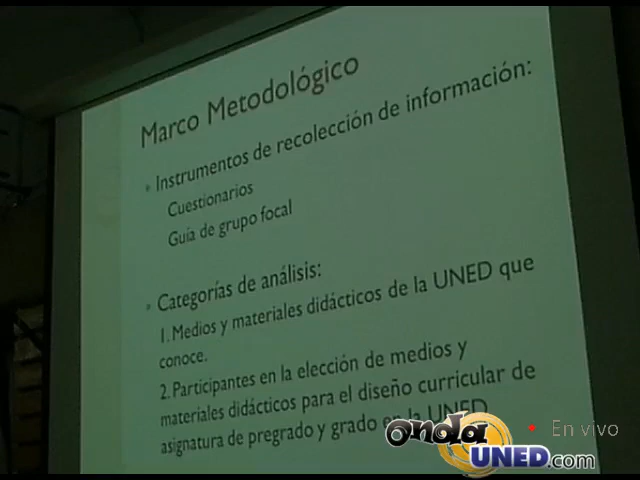 Marco Metodológico
• Instrumentos de recolección de información:
Cuestionarios
Guía de grupo focal
• Categorías de análisis:
1. Medios y materiales didácticos de la UNED que
conoce.
2. Participantes en la elección de medios y
materiales didácticos para el diseño curricular de
asignatura de pregrado y grado en la UNED
onda
UNED.com
• En vivo